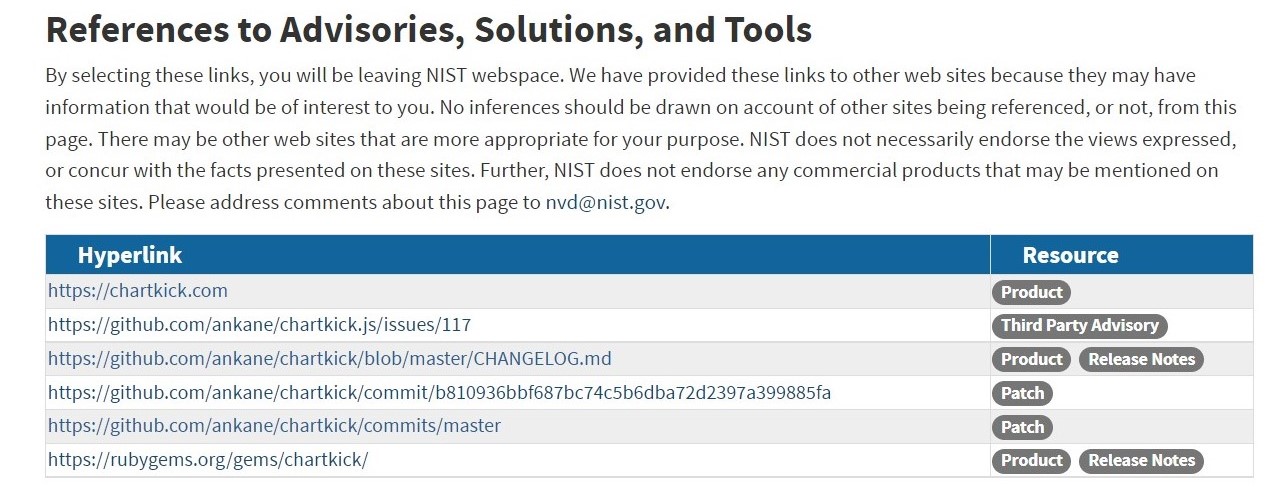 References to Advisories, Solutions, and Tools
By selecting these links, you will be leaving NIST webspace. We have provided these links to other web sites because they may have
information that would be of interest to you. No inferences should be drawn on account of other sites being referenced, or not, from this
page. There may be other web sites that are more appropriate for your purpose. NIST does not necessarily endorse the views expressed,
or concur with the facts presented on these sites. Further, NIST does not endorse any commercial products that may be mentioned on
these sites. Please address comments about this page to nvd@nist.gov.
Hyperlink Resource
https://chartkick.com Product
https://github.com/ankane/chartkick.js/issues/117 Third Party Advisory
https://github.com/ankane/chartkick/blob/master/CHANGELOG.md Product Release Notes
https://github.com/ankane/chartkick/commit/b810936bbf687bc74c5b6dba72d2397a399885fa Patch
https://github.com/ankane/chartkick/commits/master Patch
https://rubygems.org/gems/chartkick/ Product Release Notes